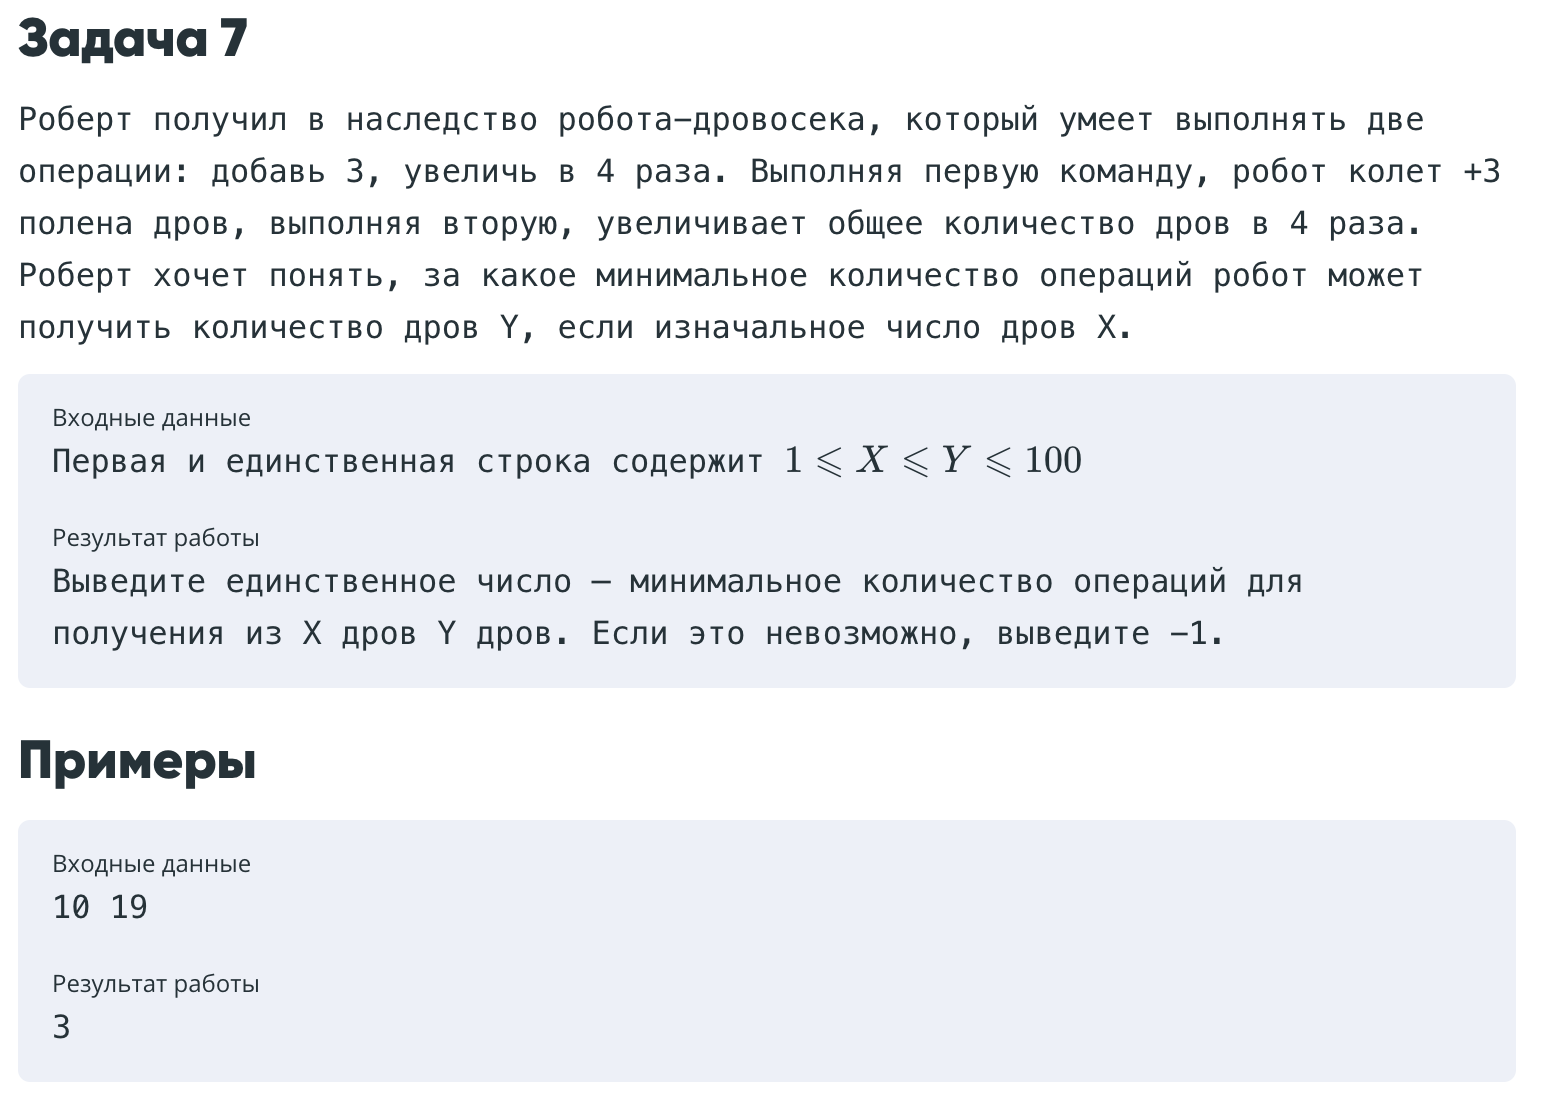 Задача 7
Роберт получил в наследство робота–дровосека, который умеет выполнять две
операции: добавь 3, увеличь в 4 раза. Выполняя первую команду, робот колет +3
полена дров, выполняя вторую, увеличивает общее количество дров в 4 раза.
Роберт хочет понять, за какое минимальное количество операций робот может
получить количество дров Y, если изначальное число дров X.
Входные данные
Первая и единственная строка содержит 1 ⩽ X ⩽ Y ⩽ 100
Результат работы
Выведите единственное число — минимальное количество операций для
получения из X дров Y дров. Если это невозможно, выведите –1.
Примеры
Входные данные
10 19
Результат работы
3